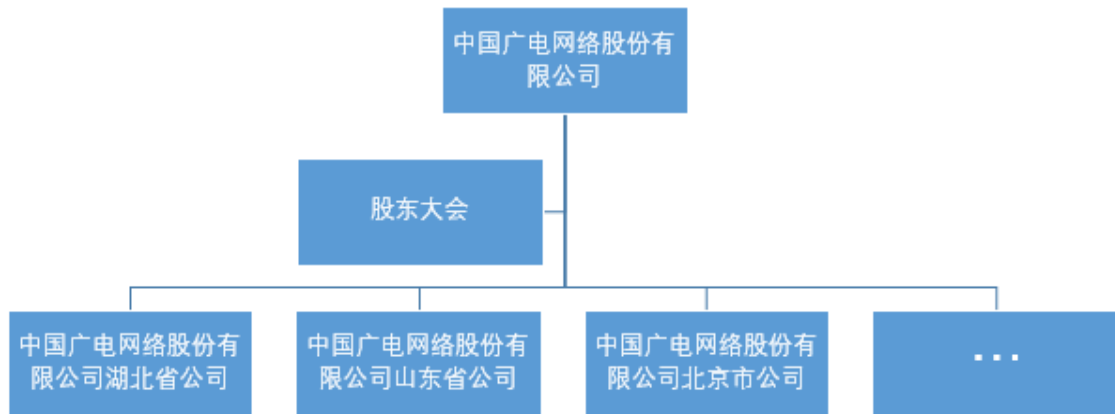 中国广电网络股份有
限公司
股东大会
中国广电网络股份有
限公司湖北省公司
中国广电网络股份有
限公司山东省公司
中国广电网络股份有
限公司北京市公司
...